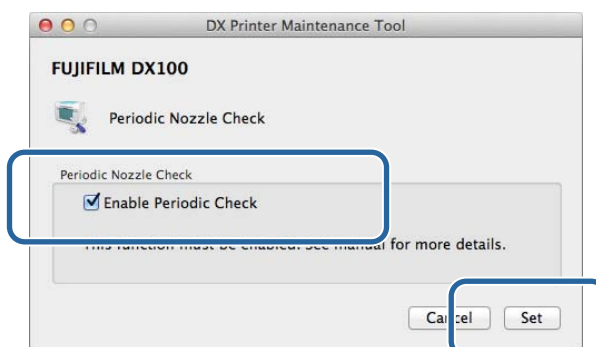 DX Printer Maintenance Tool
FUJIFILM DX100
Periodic Nozzle Check
Periodic Nozzle Check
Enable Periodic Check
This function must be enabled. See manual for more details.
Cancel Set